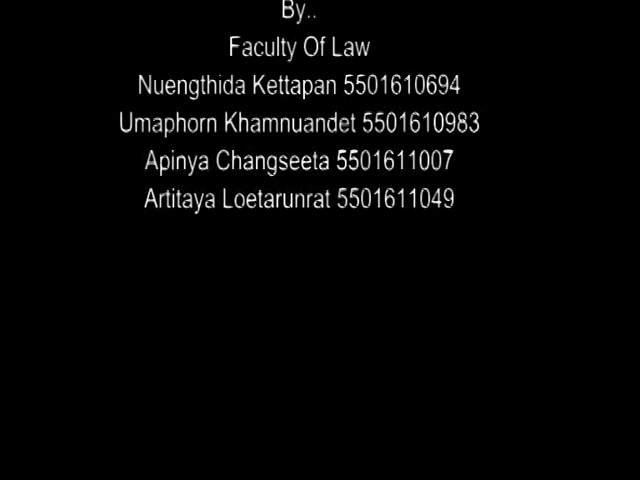 By..
Faculty Of Law
Nuengthida Kettapan 5501610694
Umaphorn Khamnuandet 5501610983
Apinya Changseeta 5501611007
Artitaya Loetarunrat 5501611049